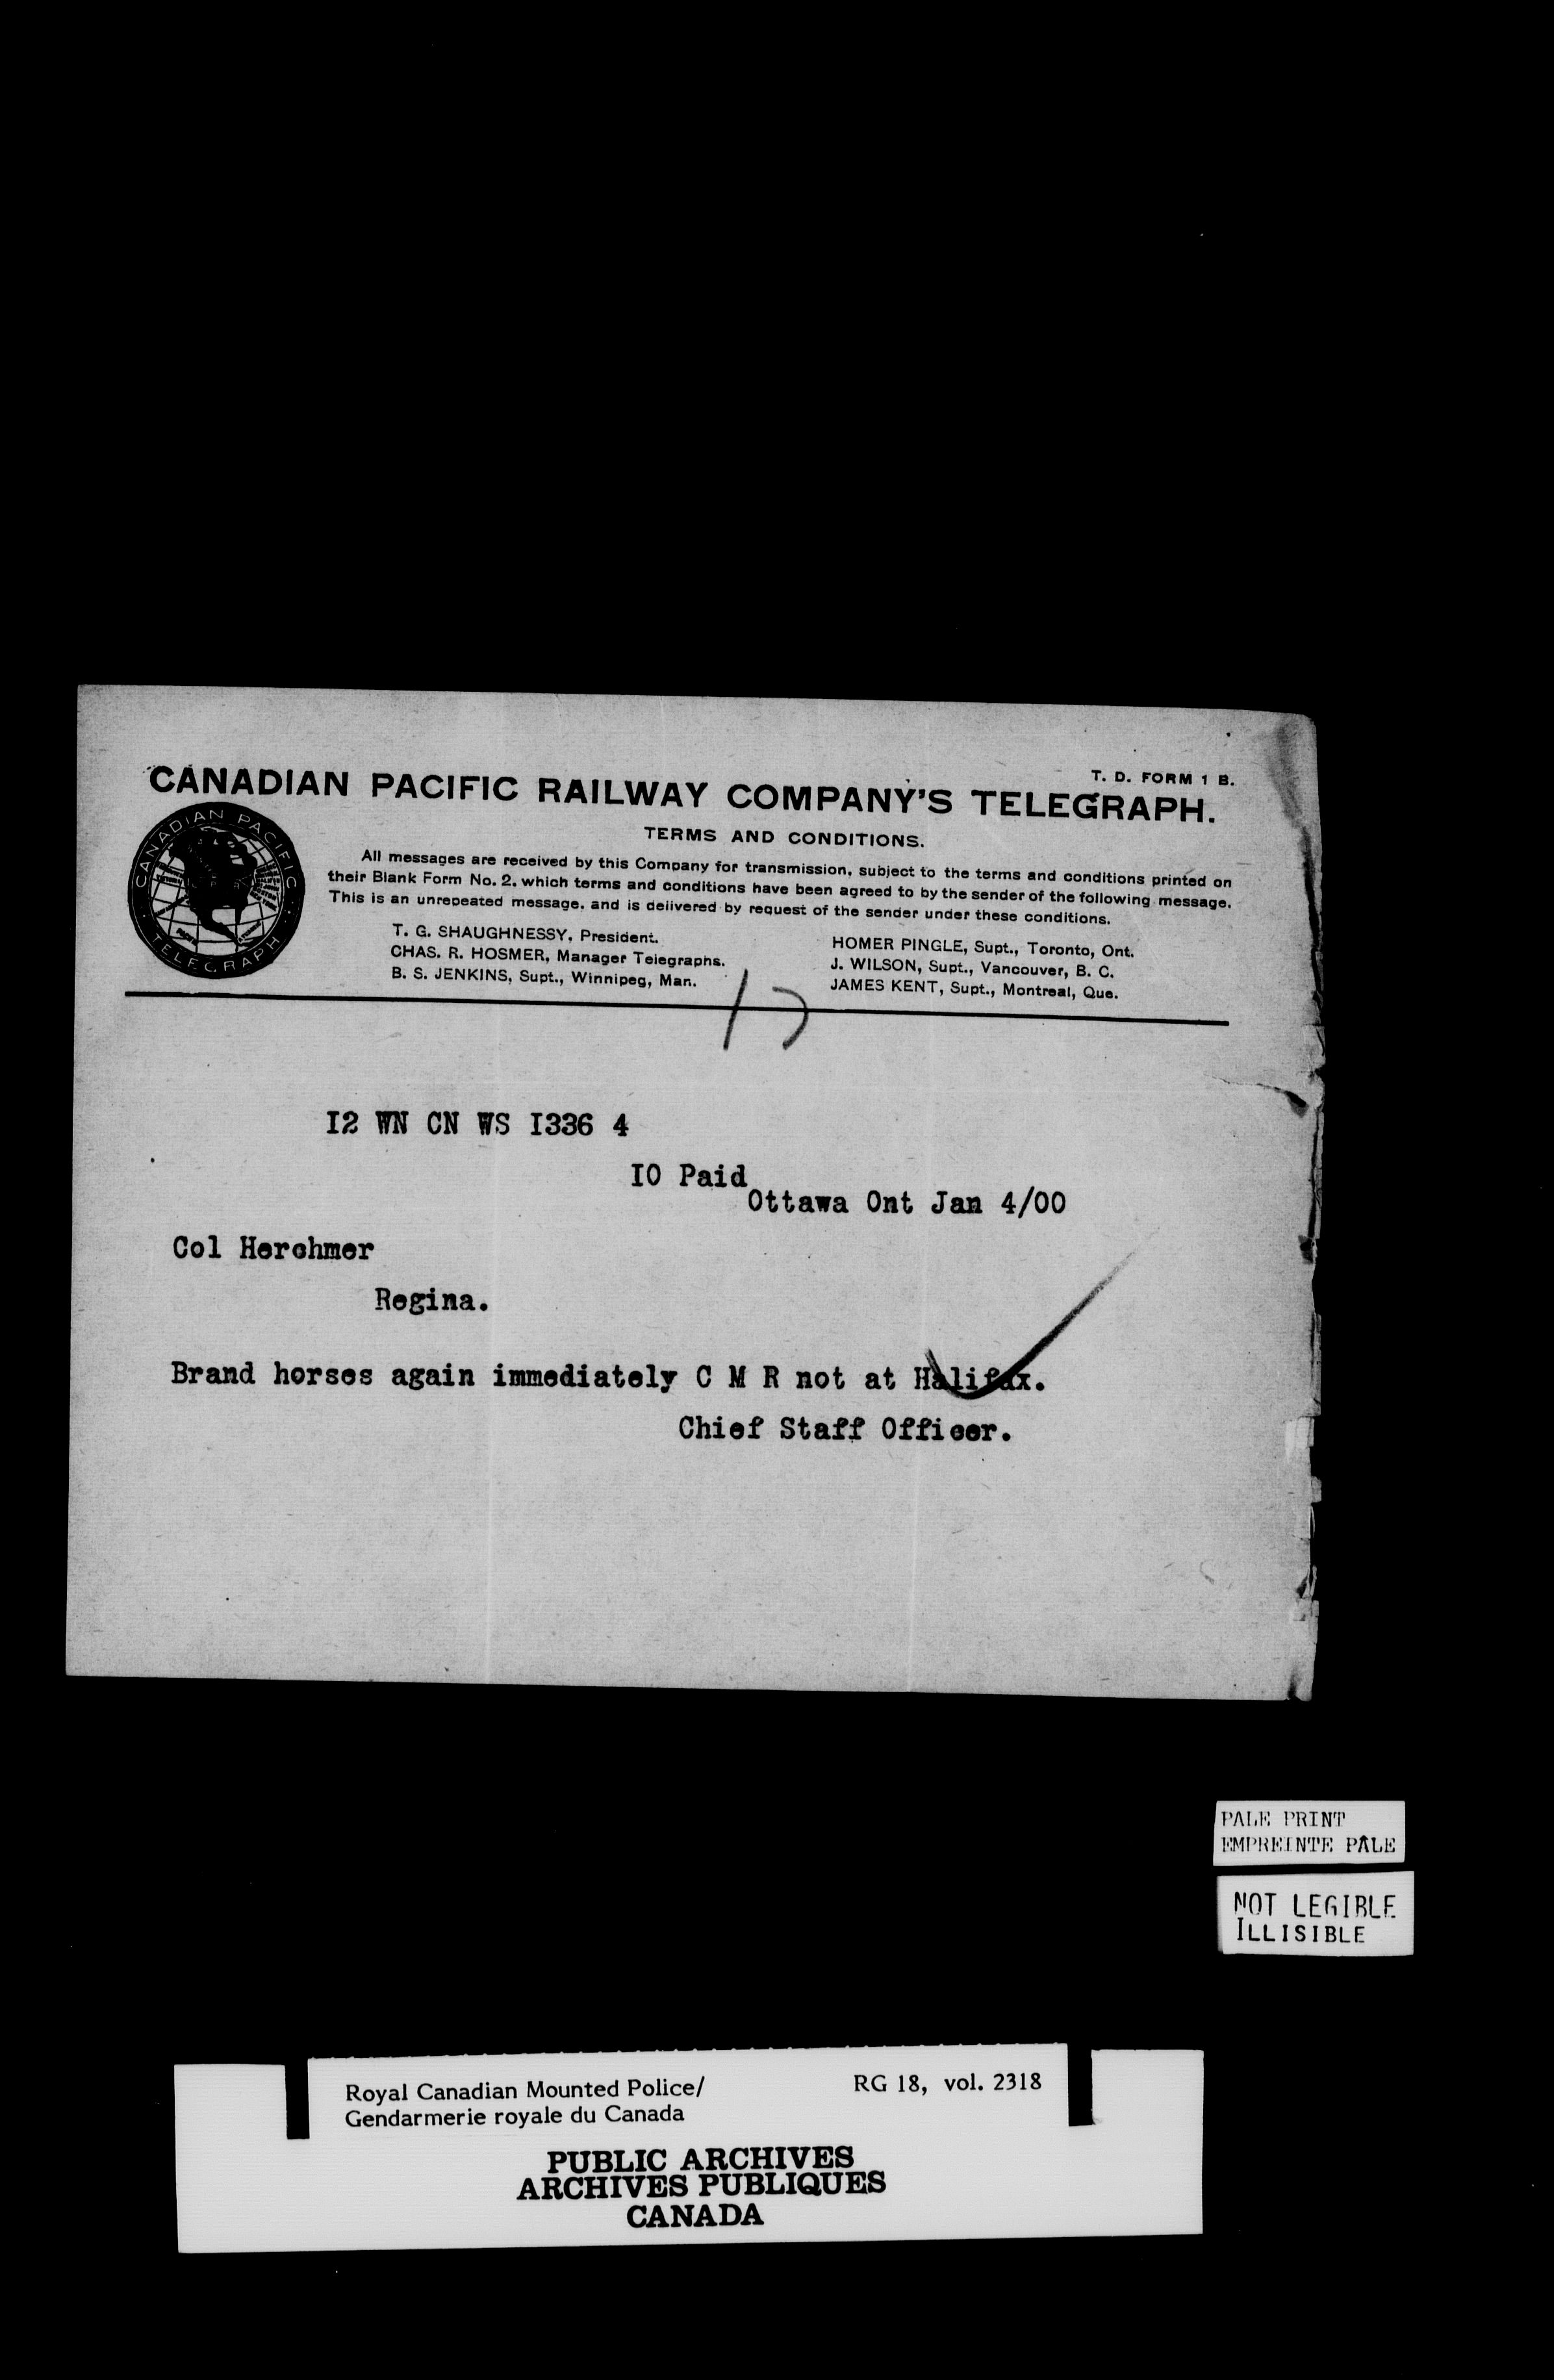 T. D. FORM 1 B.
CANADIAN PACIFIC RAILWAY COMPANY'S TELEGRAPH.
TERMS AND CONDITIONS.
All messages are received by this Company for transmission, subject to the terms and conditions printed on
their Blank Form No. 2, which terms and conditions have been agreed to by the sender of the following message.
This is an unrepeated message, and is delivered by request of the sender under these conditions.
CANADIAN PACIFIC
TELEGRAPH
T. G. SHAUGHNESSY, President.
CHAS. R. HOSMER, Manager Telegraphs.
B. S. JENKINS, Supt., Winnipeg, Man.
HOMER PINGLE, Supt., Toronto, Ont.
J. WILSON, Supt., Vancouver, B. C.
JAMES KENT, Supt., Montreal, Que.
I2 WN CN WS I336 4
IO Paid
Ottawa Ont Jan 4/00
Col Herchmer
Regina.
Brand horses again immediately C M R not at Halifax.
Chief Staff Officer.
PALE PRINT
EMPREINTE PÂLE
NOT LEGIBLE
ILLISIBLE
Royal Canadian Mounted Police/
Gendarmerie royale du Canada
RG 18, vol. 2318
PUBLIC ARCHIVES
ARCHIVES PUBLIQUES
CANADA